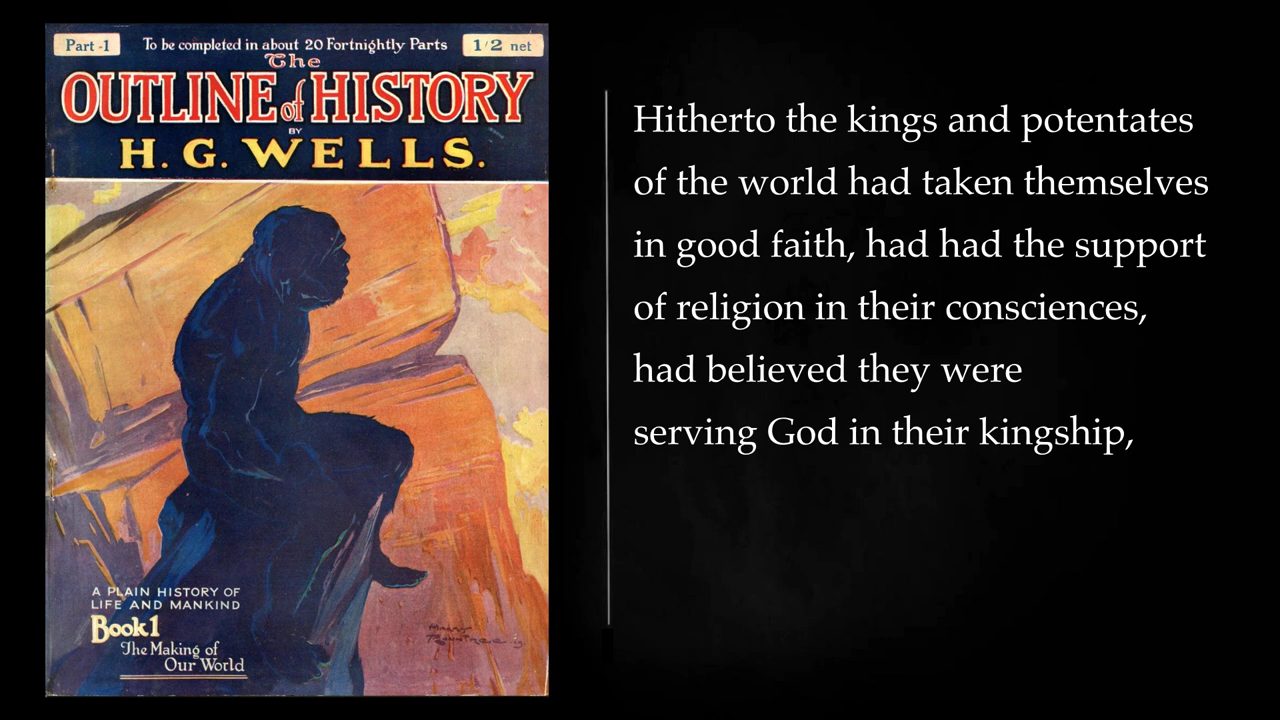 Part -1
To be completed in about 20 Fortnightly Parts
1/2 net
The
OUTLINE of HISTORY
BY
H. G. WELLS.
A PLAIN HISTORY OF
LIFE AND MANKIND
Book 1
The Making of
Our World
Hitherto the kings and potentates
of the world had taken themselves
in good faith, had had the support
of religion in their consciences,
had believed they were
serving God in their kingship,